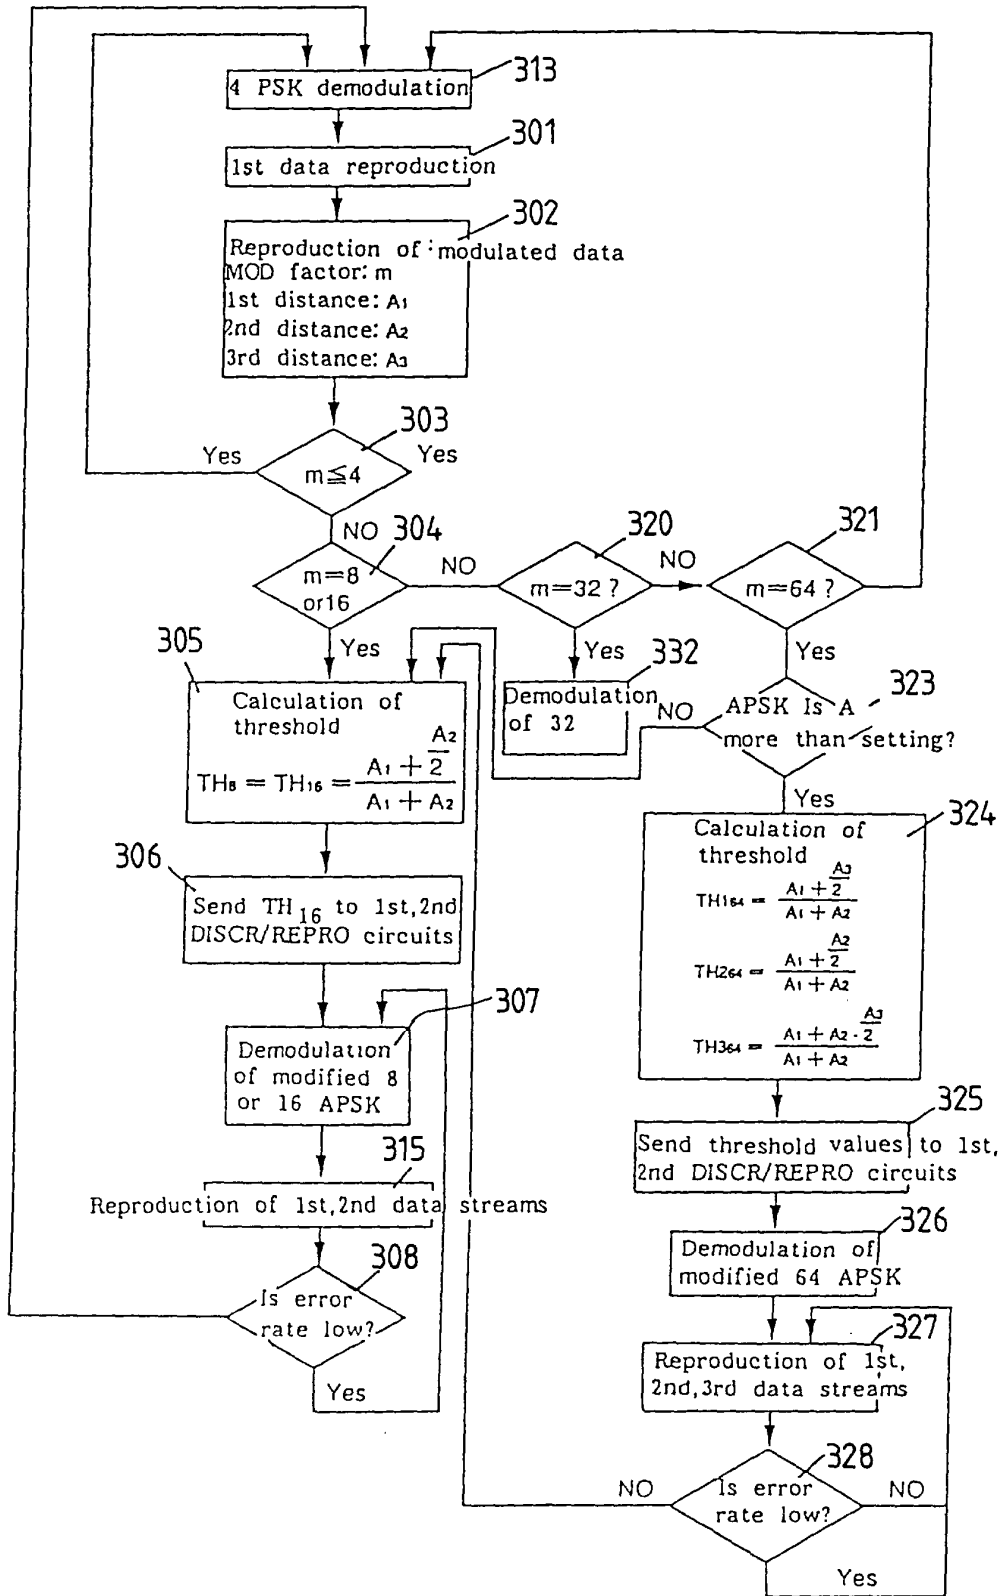 313
4 PSK demodulation
301
1st data reproduction
302
Reproduction of : modulated data
MOD factor: m
1st distance: A1
2nd distance: A2
3rd distance: A3
303
Yes
Yes
m≦4
NO
304
m=8
or16
NO
320
m=32 ?
NO
321
m=64 ?
Yes
Yes
Yes
305
Calculation of
threshold
TH8 = TH16 = (A1 + A2/2) / (A1 + A2)
332
Demodulation
of 32
323
APSK Is A
more than setting?
NO
Yes
324
Calculation of
threshold
TH164 = (A1 + A3/2) / (A1 + A2)
TH264 = (A1 + A2/2) / (A1 + A2)
TH364 = (A1 + A2 - A3/2) / (A1 + A2)
306
Send TH16 to 1st,2nd
DISCR/REPRO circuits
307
Demodulation
of modified 8
or 16 APSK
315
Reproduction of 1st,2nd data streams
308
Is error
rate low?
Yes
325
Send threshold values to 1st,
2nd DISCR/REPRO circuits
326
Demodulation of
modified 64 APSK
327
Reproduction of 1st,
2nd,3rd data streams
328
NO
Is error
rate low?
NO
Yes